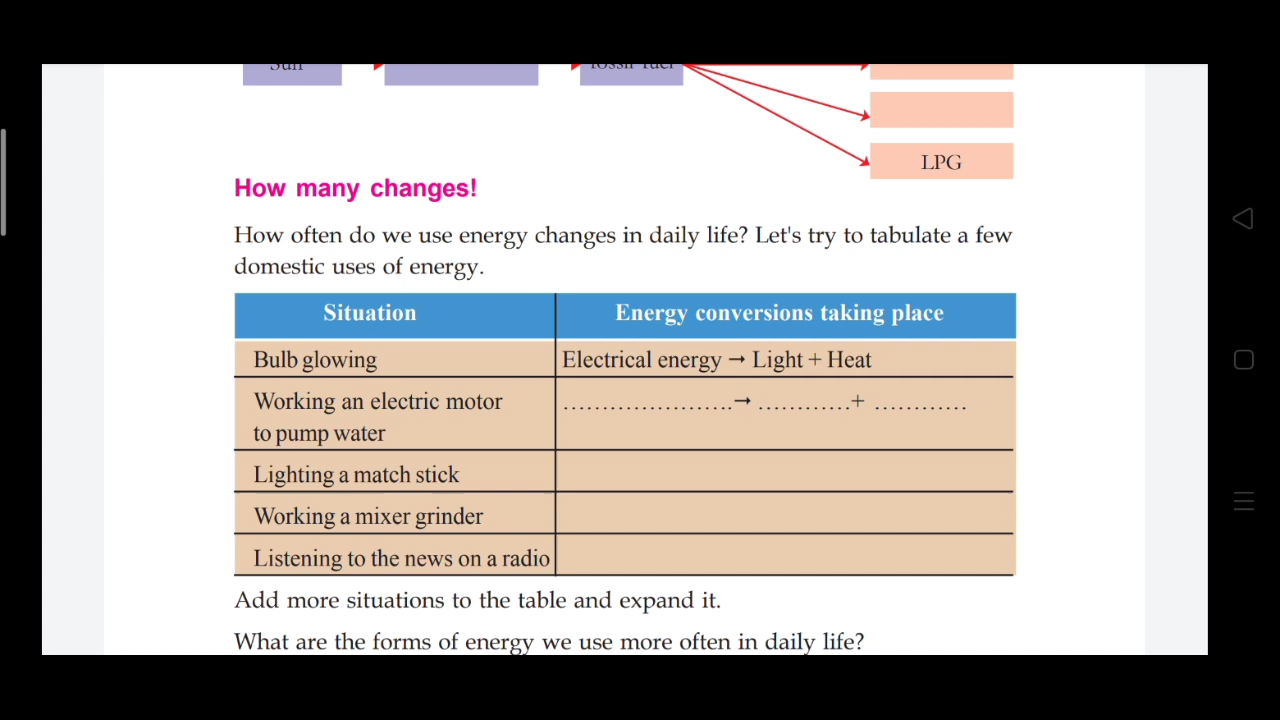 Sun
fossil fuel
LPG
How many changes!
How often do we use energy changes in daily life? Let's try to tabulate a few
domestic uses of energy.
Situation Energy conversions taking place
Bulb glowing Electrical energy → Light + Heat
Working an electric motor ......................→ ............+ ............
to pump water
Lighting a match stick
Working a mixer grinder
Listening to the news on a radio
Add more situations to the table and expand it.
What are the forms of energy we use more often in daily life?